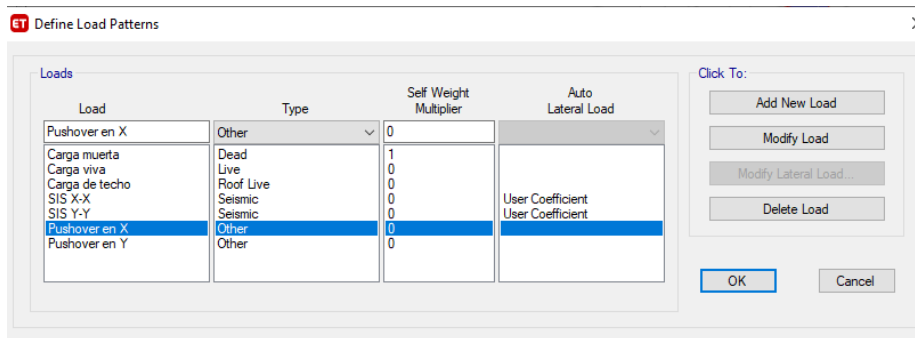 ET Define Load Patterns
Loads
Click To:
Load Type Self Weight Multiplier Auto Lateral Load
Pushover en X Other 0
Carga muerta Dead 1
Carga viva Live 0
Carga de techo Roof Live 0
SIS X-X Seismic 0 User Coefficient
SIS Y-Y Seismic 0 User Coefficient
Pushover en X Other 0
Pushover en Y Other 0
Add New Load
Modify Load
Modify Lateral Load...
Delete Load
OK Cancel